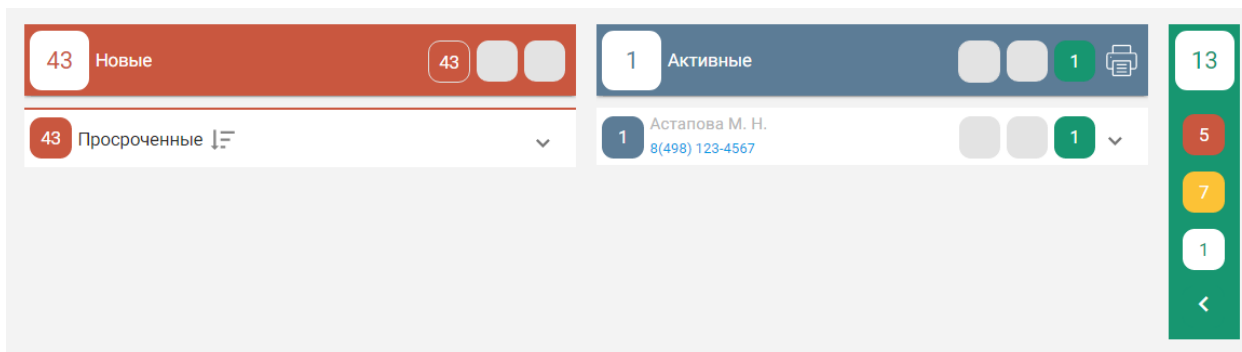 43 Новые 43
43 Просроченные
1 Активные 1
1 Астапова М. Н. 1
8(498) 123-4567
13
5
7
1